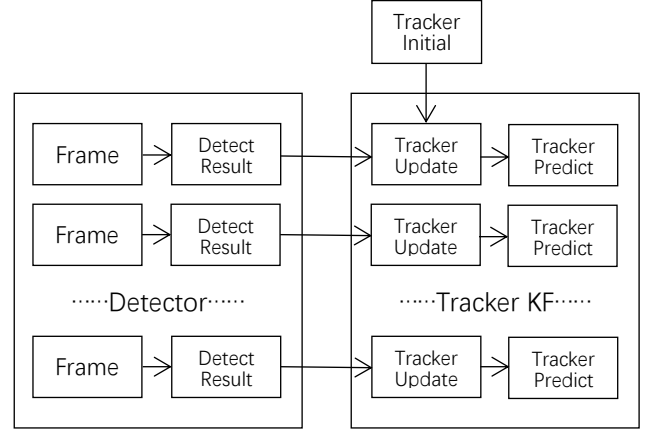 Tracker
Initial
Frame
Detect
Result
Tracker
Update
Tracker
Predict
Frame
Detect
Result
Tracker
Update
Tracker
Predict
······Detector······
······Tracker KF······
Frame
Detect
Result
Tracker
Update
Tracker
Predict